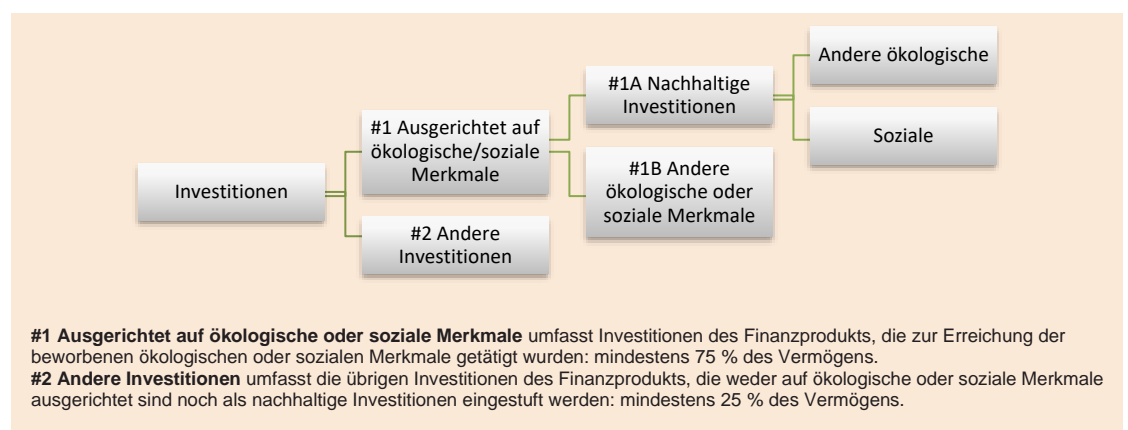 Andere ökologische
#1A Nachhaltige
Investitionen
Soziale
#1 Ausgerichtet auf
ökologische/soziale
Merkmale
#1B Andere
ökologische oder
soziale Merkmale
Investitionen
#2 Andere
Investitionen
#1 Ausgerichtet auf ökologische oder soziale Merkmale umfasst Investitionen des Finanzprodukts, die zur Erreichung der
beworbenen ökologischen oder sozialen Merkmale getätigt wurden: mindestens 75 % des Vermögens.
#2 Andere Investitionen umfasst die übrigen Investitionen des Finanzprodukts, die weder auf ökologische oder soziale Merkmale
ausgerichtet sind noch als nachhaltige Investitionen eingestuft werden: mindestens 25 % des Vermögens.